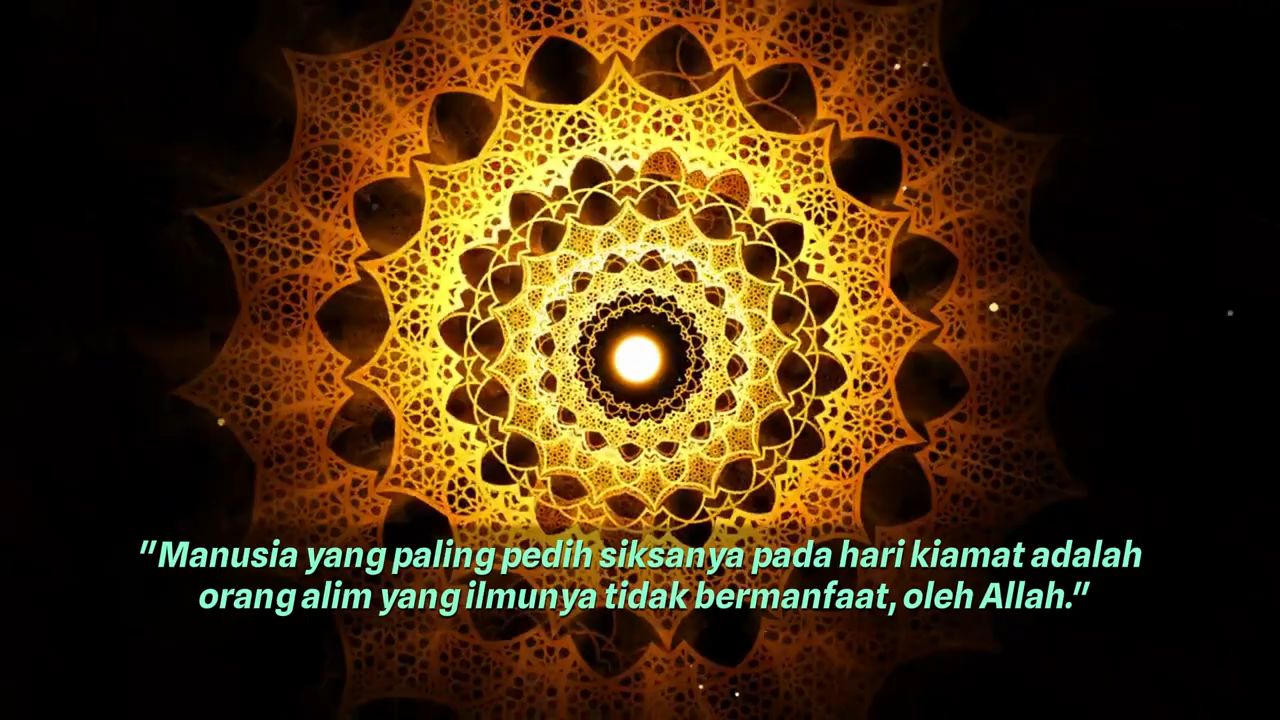 "Manusia yang paling pedih siksanya pada hari kiamat adalah
orang alim yang ilmunya tidak bermanfaat, oleh Allah."